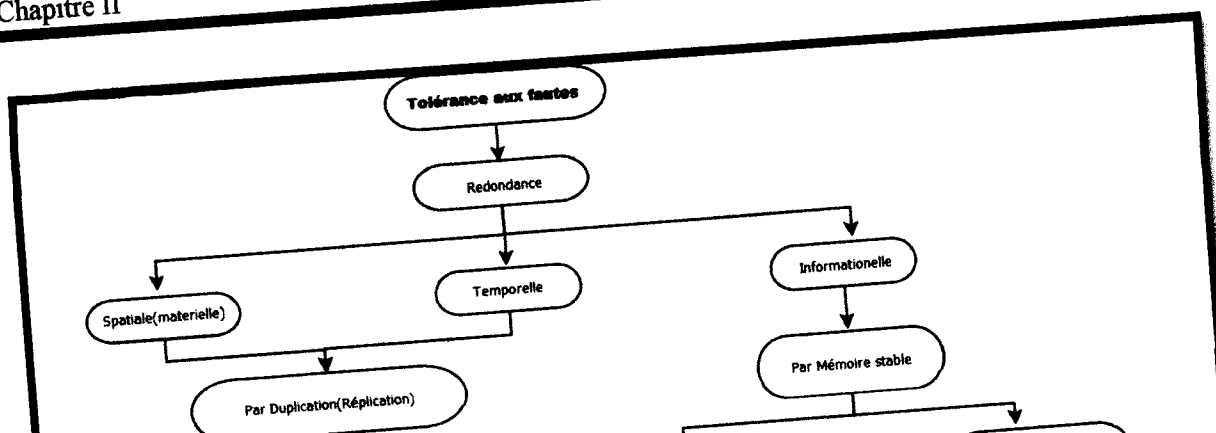 Chapitre II
Tolérance aux fautes
Redondance
Informationelle
Temporelle
Spatiale(materielle)
Par Mémoire stable
Par Duplication(Réplication)